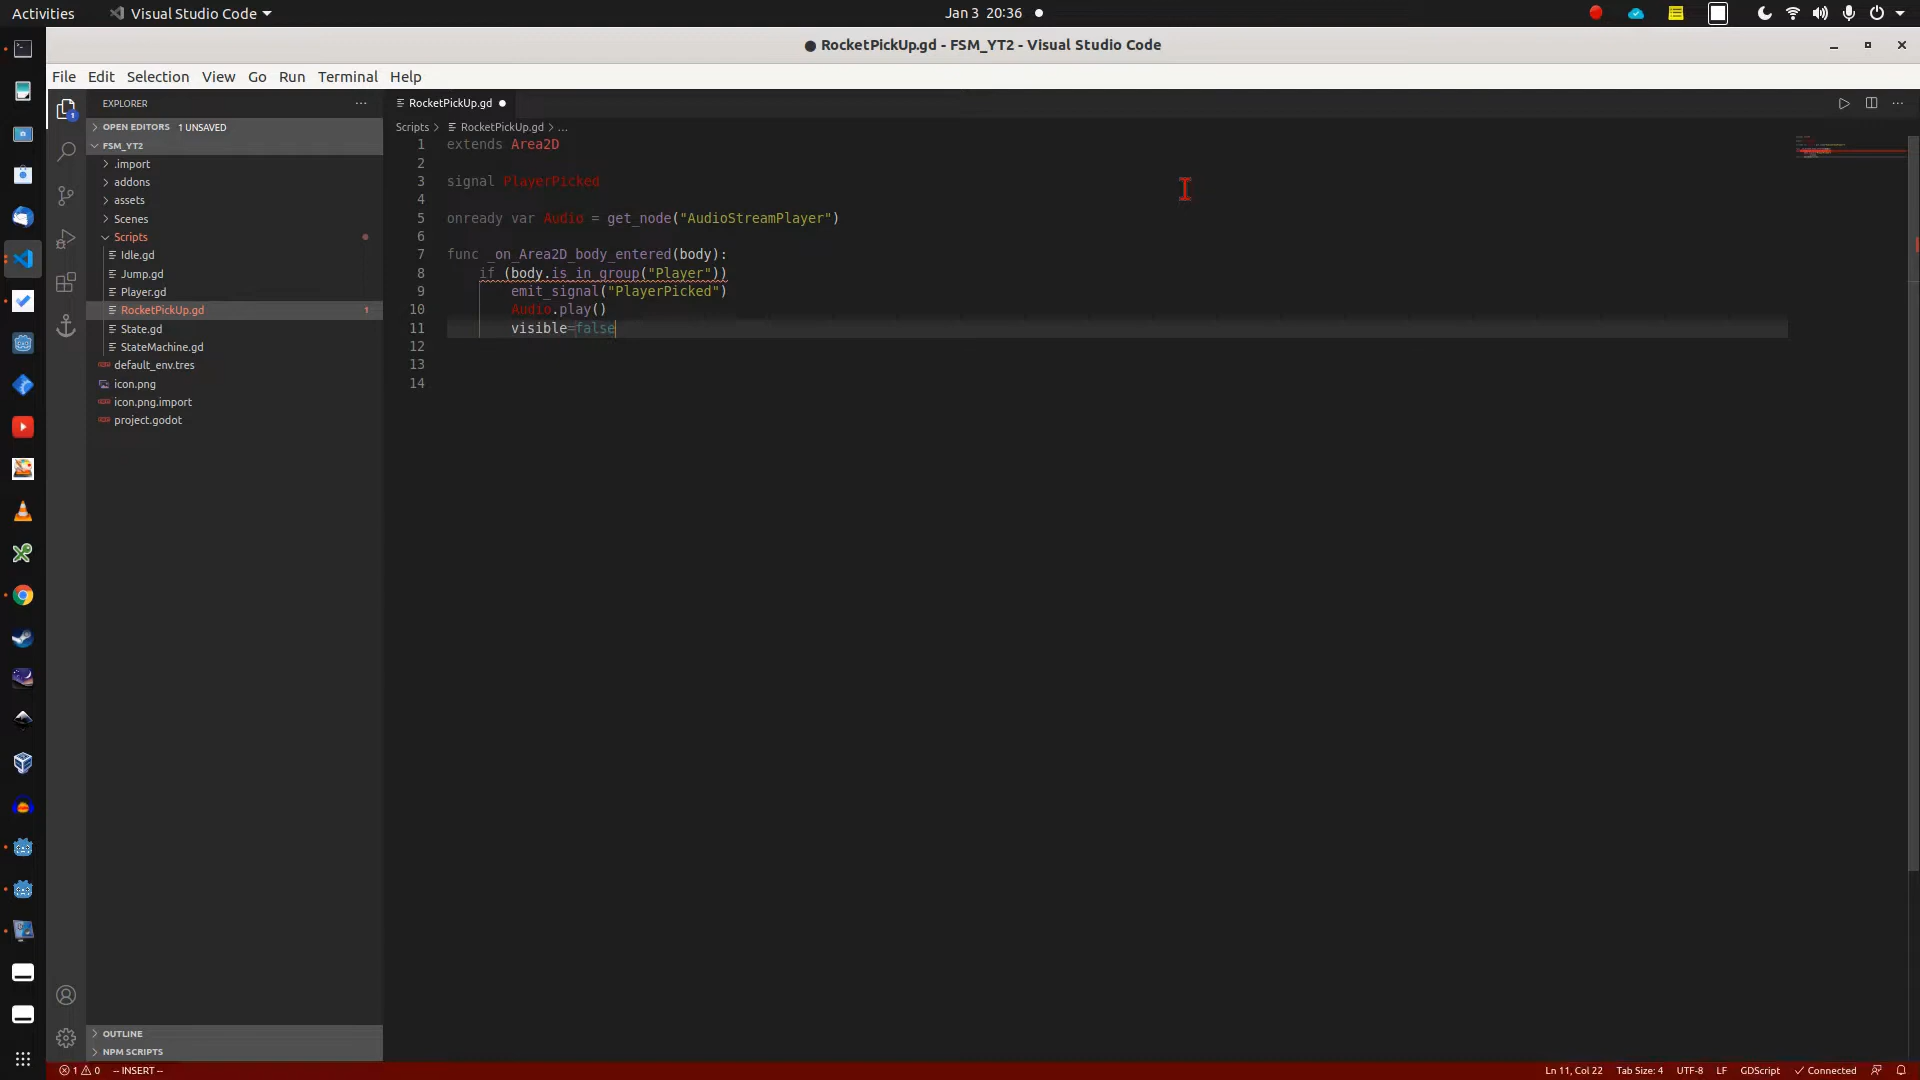 Activities Visual Studio Code Jan 3 20:36
● RocketPickUp.gd - FSM_YT2 - Visual Studio Code
File Edit Selection View Go Run Terminal Help
EXPLORER ···
RocketPickUp.gd ●
OPEN EDITORS 1 UNSAVED
Scripts > RocketPickUp.gd > ...
FSM_YT2
.import
addons
assets
Scenes
Scripts
Idle.gd
Jump.gd
Player.gd
RocketPickUp.gd 1
State.gd
StateMachine.gd
default_env.tres
icon.png
icon.png.import
project.godot
1 extends Area2D
2
3 signal PlayerPicked
4
5 onready var Audio = get_node("AudioStreamPlayer")
6
7 func _on_Area2D_body_entered(body):
8 if (body.is_in_group("Player"))
9 emit_signal("PlayerPicked")
10 Audio.play()
11 visible=false
12
13
14
OUTLINE
NPM SCRIPTS
1 0 -- INSERT -- Ln 11, Col 22 Tab Size: 4 UTF-8 LF GDScript Connected